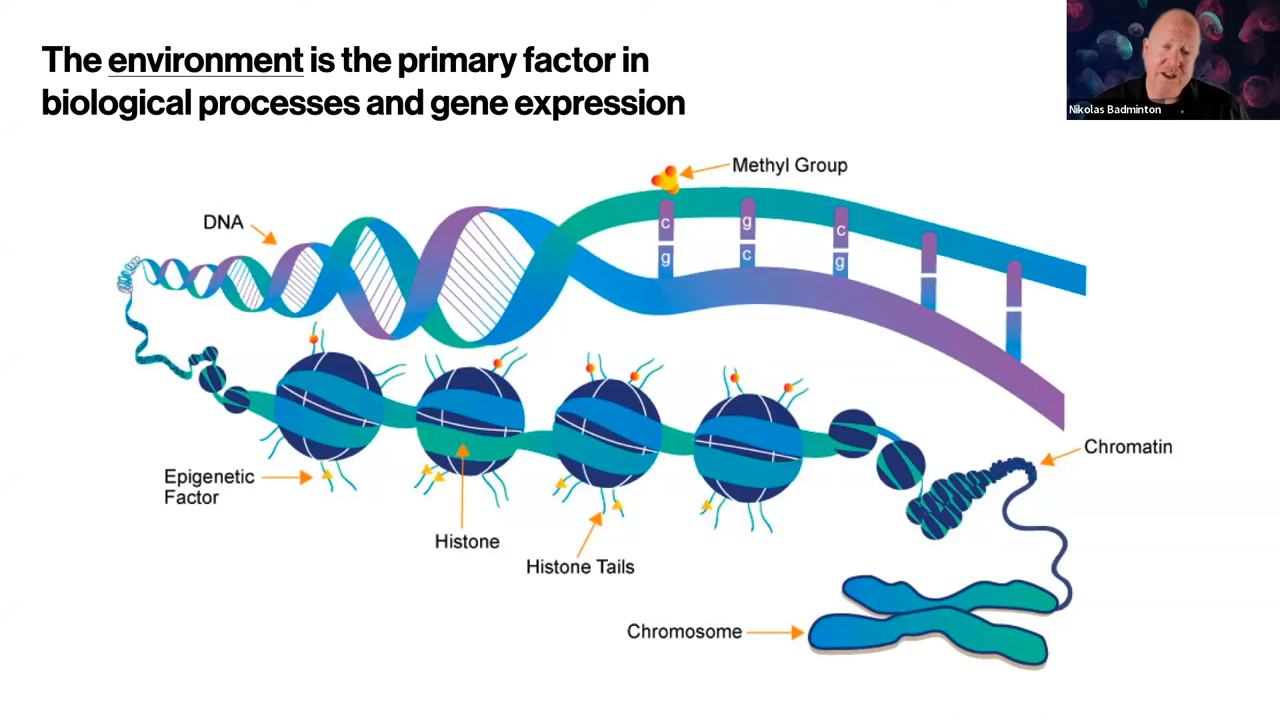 The environment is the primary factor in
biological processes and gene expression
Nikolas Badminton
Methyl Group
DNA
c
g
c
g
c
g
Epigenetic
Factor
Histone
Histone Tails
Chromatin
Chromosome